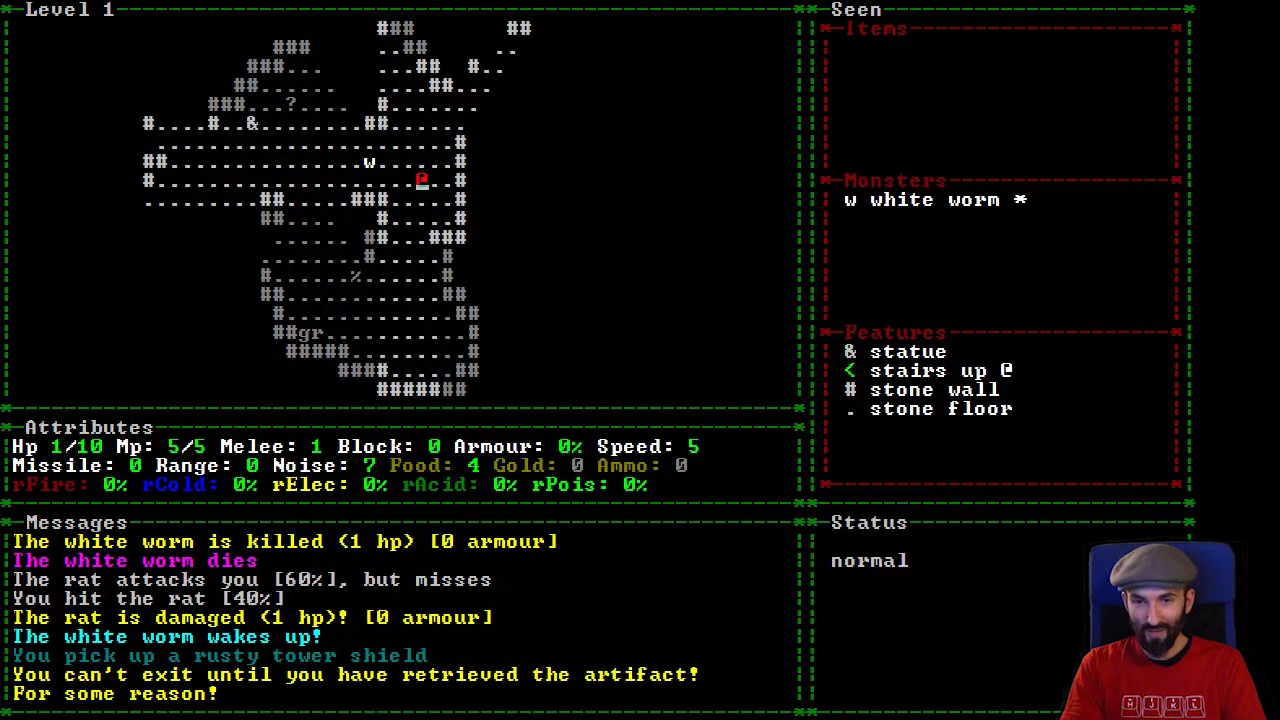 Level 1
Seen
Items
Monsters
w white worm *
Features
& statue
< stairs up @
# stone wall
. stone floor
Attributes
Hp 1/10 Mp: 5/5 Melee: 1 Block: 0 Armour: 0% Speed: 5
Missile: 0 Range: 0 Noise: 7 Food: 4 Gold: 0 Ammo: 0
rFire: 0% rCold: 0% rElec: 0% rAcid: 0% rPois: 0%
Messages
The white worm is killed (1 hp) [0 armour]
The white worm dies
The rat attacks you [60%], but misses
You hit the rat [40%]
The rat is damaged (1 hp)! [0 armour]
The white worm wakes up!
You pick up a rusty tower shield
You can't exit until you have retrieved the artifact!
For some reason!
Status
normal